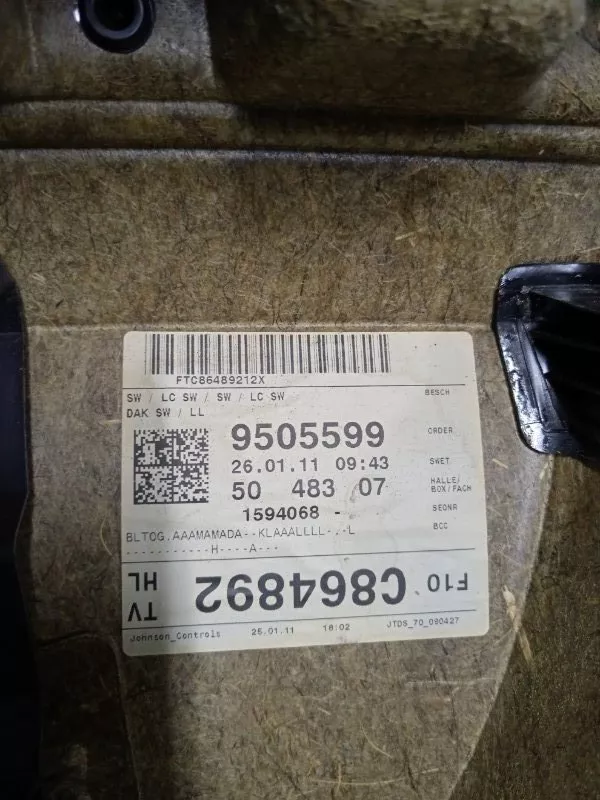 FTC86489212X
SW / LC SW / SW / LC SW BESCH
DAK SW / LL
9505599 ORDER
26.01.11 09:43 SWET
50 483 07 HALLE/
BOX/FACH
1594068 - SEQNR
BLTOG.AAAMAMADA--KLAAALLLL-.-L BCC
-----------H----A---
TV
HL
C864892
F10
Johnson_Controls 26.01.11 18:02 JTDS_70_090427